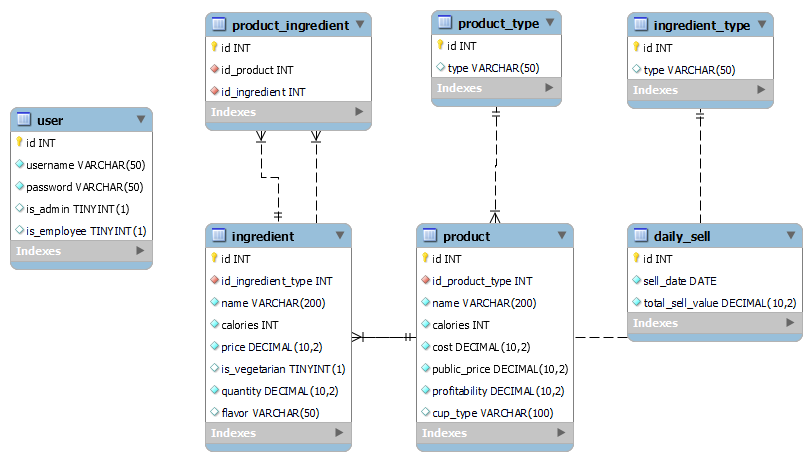 product_ingredient
id INT
id_product INT
id_ingredient INT
Indexes
product_type
id INT
type VARCHAR(50)
Indexes
ingredient_type
id INT
type VARCHAR(50)
Indexes
user
id INT
username VARCHAR(50)
password VARCHAR(50)
is_admin TINYINT(1)
is_employee TINYINT(1)
Indexes
ingredient
id INT
id_ingredient_type INT
name VARCHAR(200)
calories INT
price DECIMAL(10,2)
is_vegetarian TINYINT(1)
quantity DECIMAL(10,2)
flavor VARCHAR(50)
Indexes
product
id INT
id_product_type INT
name VARCHAR(200)
calories INT
cost DECIMAL(10,2)
public_price DECIMAL(10,2)
profitability DECIMAL(10,2)
cup_type VARCHAR(100)
Indexes
daily_sell
id INT
sell_date DATE
total_sell_value DECIMAL(10,2)
Indexes